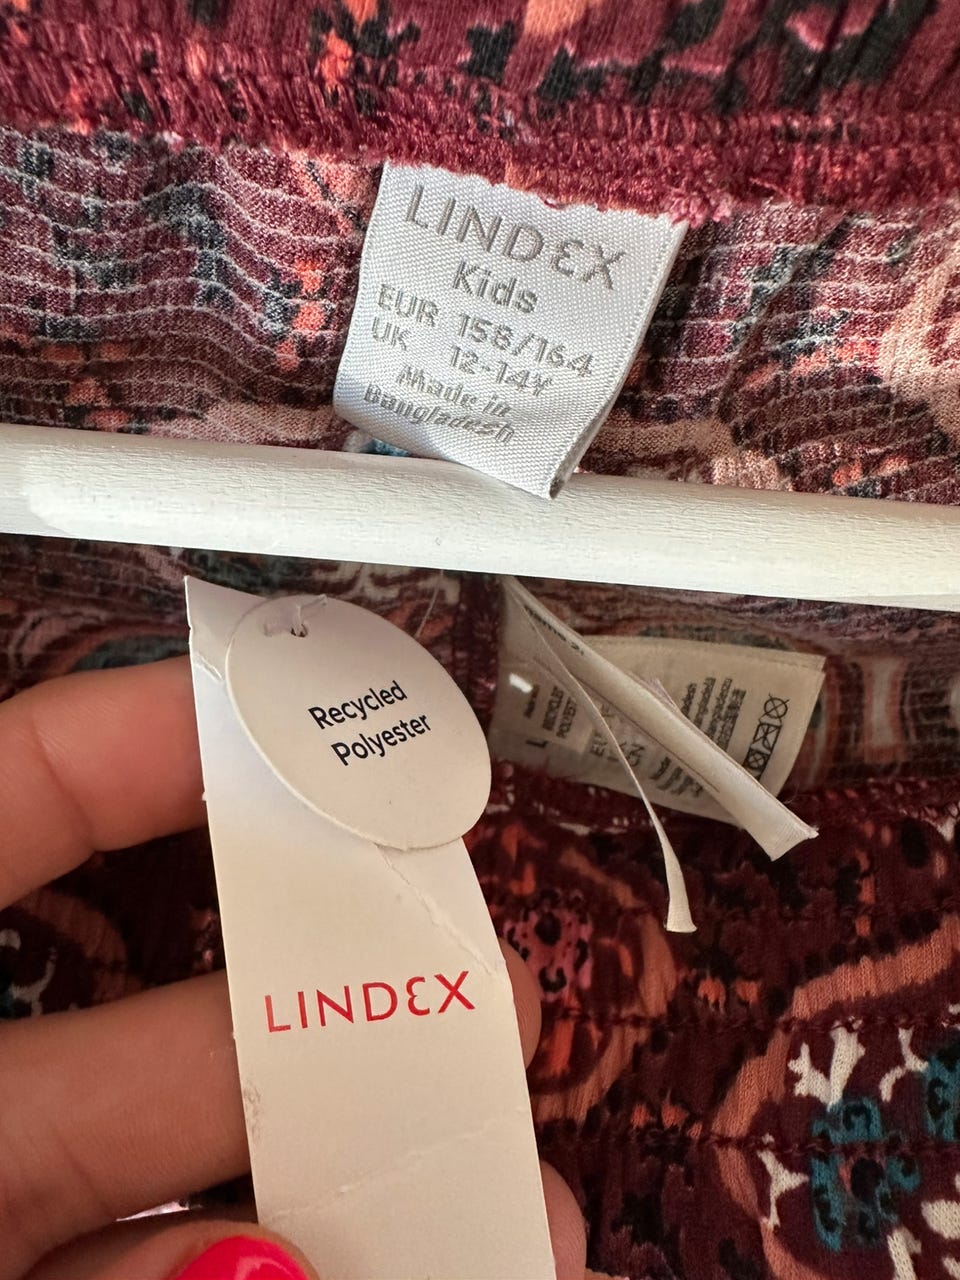 LINDEX
Kids
EUR 158/164
UK 12-14Y
Made in
Bangladesh
Recycled
Polyester
LINDEX